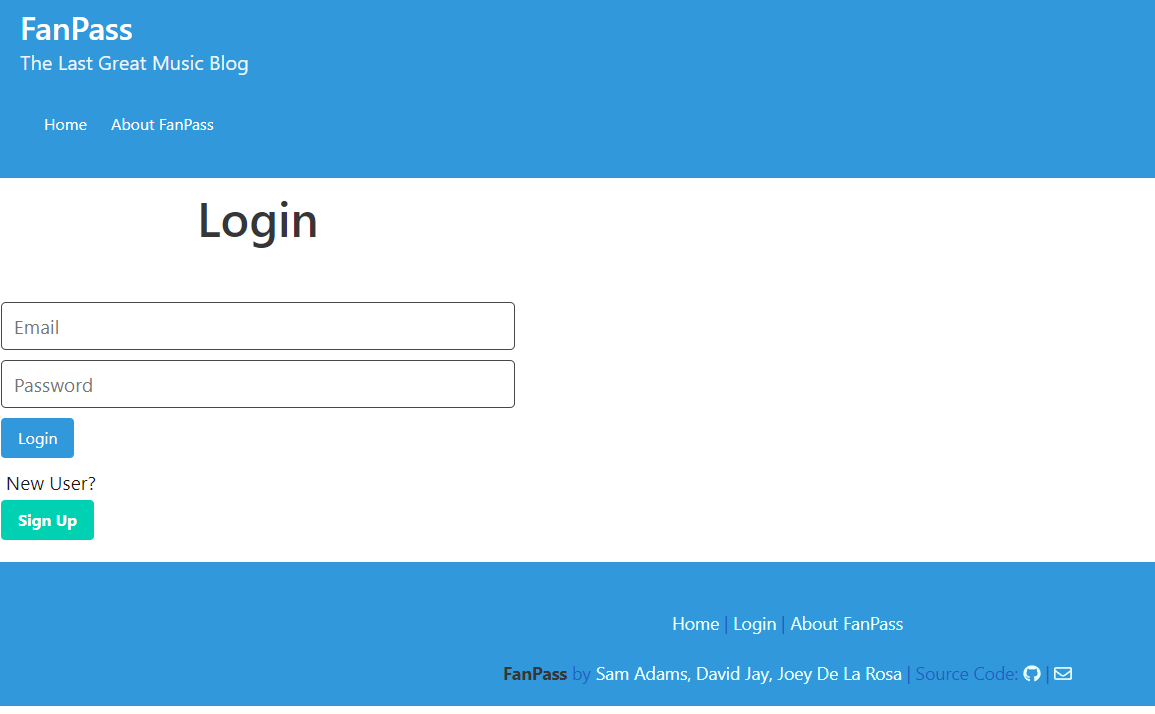 FanPass
The Last Great Music Blog
Home About FanPass
Login
Email
Password
Login
New User?
Sign Up
Home | Login | About FanPass
FanPass by Sam Adams, David Jay, Joey De La Rosa | Source Code: |